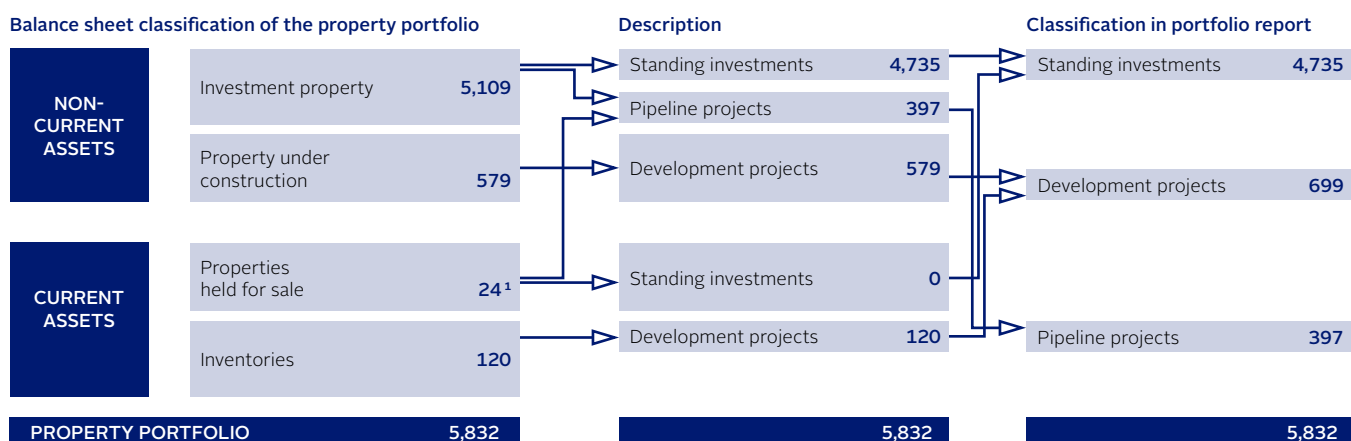 Balance sheet classification of the property portfolio
Description
Classification in portfolio report
NON-
CURRENT
ASSETS
Investment property 5,109
Property under
construction 579
Standing investments 4,735
Pipeline projects 397
Development projects 579
Standing investments 4,735
Development projects 699
CURRENT
ASSETS
Properties
held for sale 24¹
Inventories 120
Standing investments 0
Development projects 120
Pipeline projects 397
PROPERTY PORTFOLIO 5,832
5,832
5,832